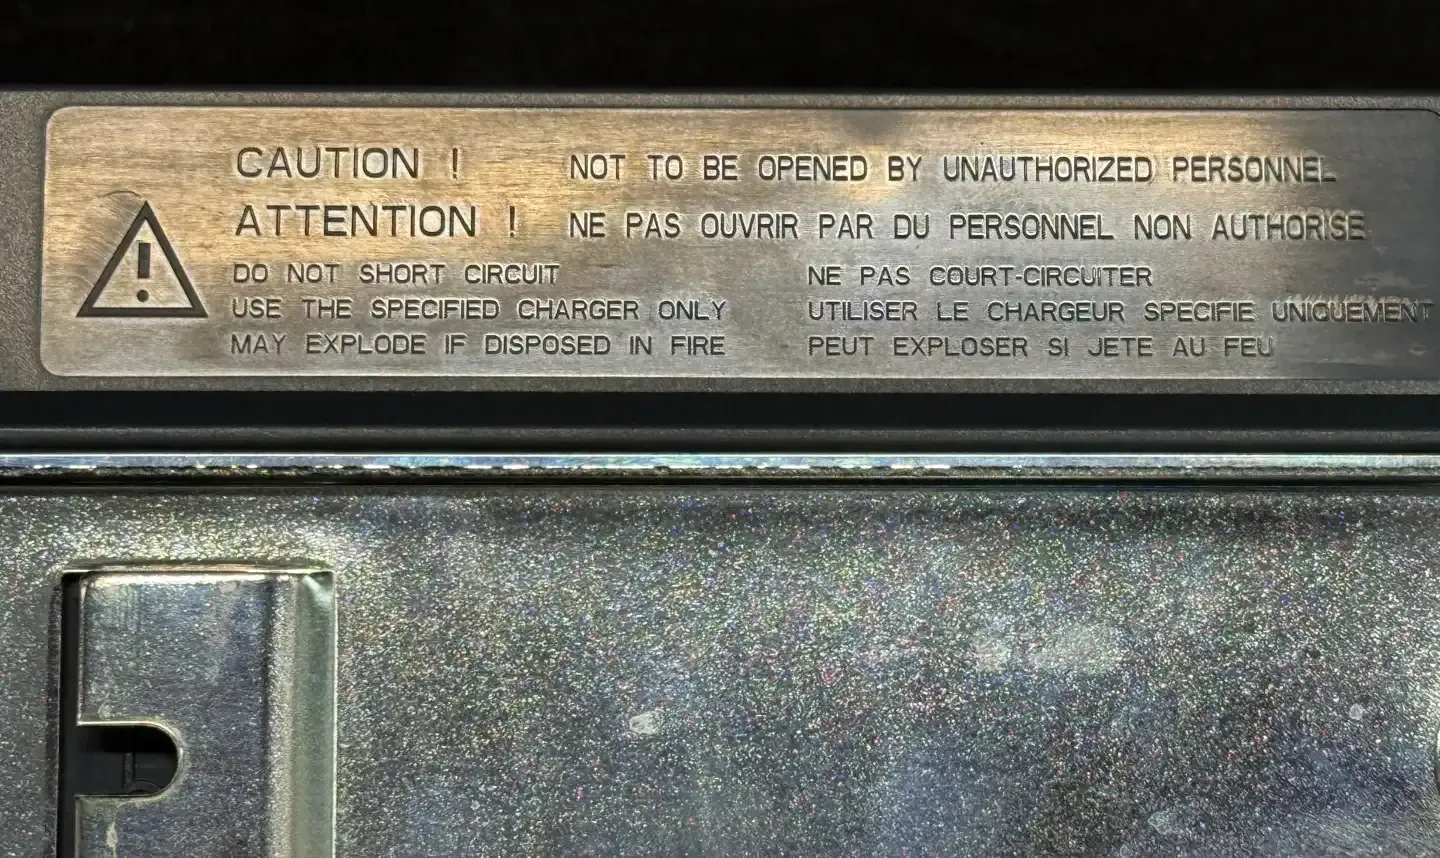 CAUTION ! NOT TO BE OPENED BY UNAUTHORIZED PERSONNEL
ATTENTION ! NE PAS OUVRIR PAR DU PERSONNEL NON AUTHORISE
DO NOT SHORT CIRCUIT
USE THE SPECIFIED CHARGER ONLY
MAY EXPLODE IF DISPOSED IN FIRE
NE PAS COURT-CIRCUITER
UTILISER LE CHARGEUR SPECIFIE UNIQUEMENT
PEUT EXPLOSER SI JETE AU FEU